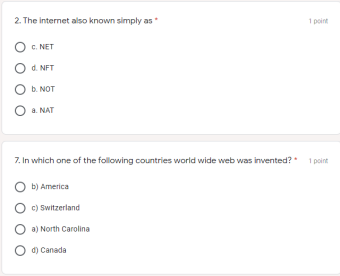 2. The internet also known simply as * 1 point
c. NET
d. NFT
b. NOT
a. NAT
7. In which one of the following countries world wide web was invented? * 1 point
b) America
c) Switzerland
a) North Carolina
d) Canada